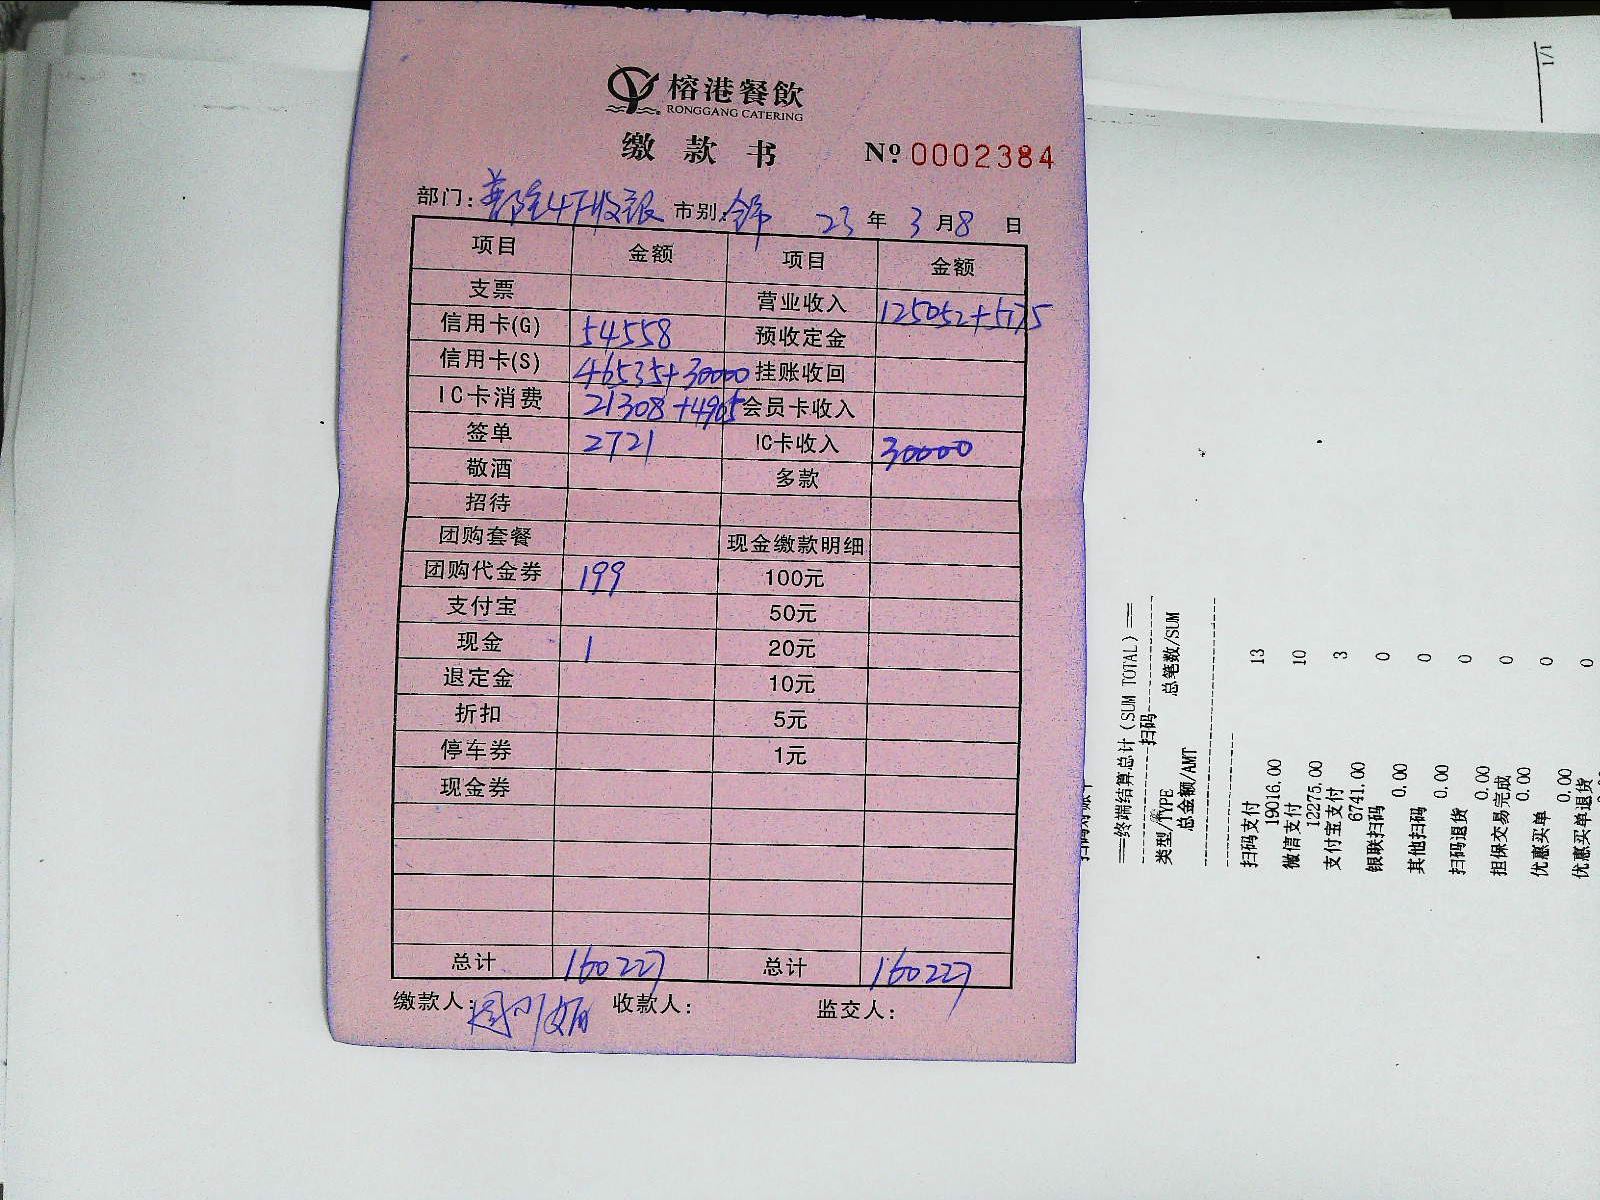 榕港餐飲
RONGGANG CATERING
缴款书 Nº 0002384
部门: 4F收银 市别: 23年3月8日
项目 金额 项目 金额
支票 营业收入 125052+5175
信用卡(G) 54558 预收定金
信用卡(S) 46535+30000 挂账收回
IC卡消费 21308+4905 会员卡收入
签单 2721 IC卡收入 30000
敬酒 多款
招待
团购套餐 现金缴款明细
团购代金券 199 100元
支付宝 50元
现金 1 20元
退定金 10元
折扣 5元
停车券 1元
现金券
总计 160227 总计 160227
缴款人: 收款人: 监交人:
1/1
===终端结算总计(SUM TOTAL)===
扫码
类型/TYPE 总笔数/SUM
总金额/AMT
扫码支付 13
19016.00
微信支付 10
12275.00
支付宝支付 3
6741.00
银联扫码 0
0.00
其他扫码 0
0.00
扫码退货 0
0.00
担保交易完成 0
0.00
优惠买单 0
0.00
优惠买单退货 0